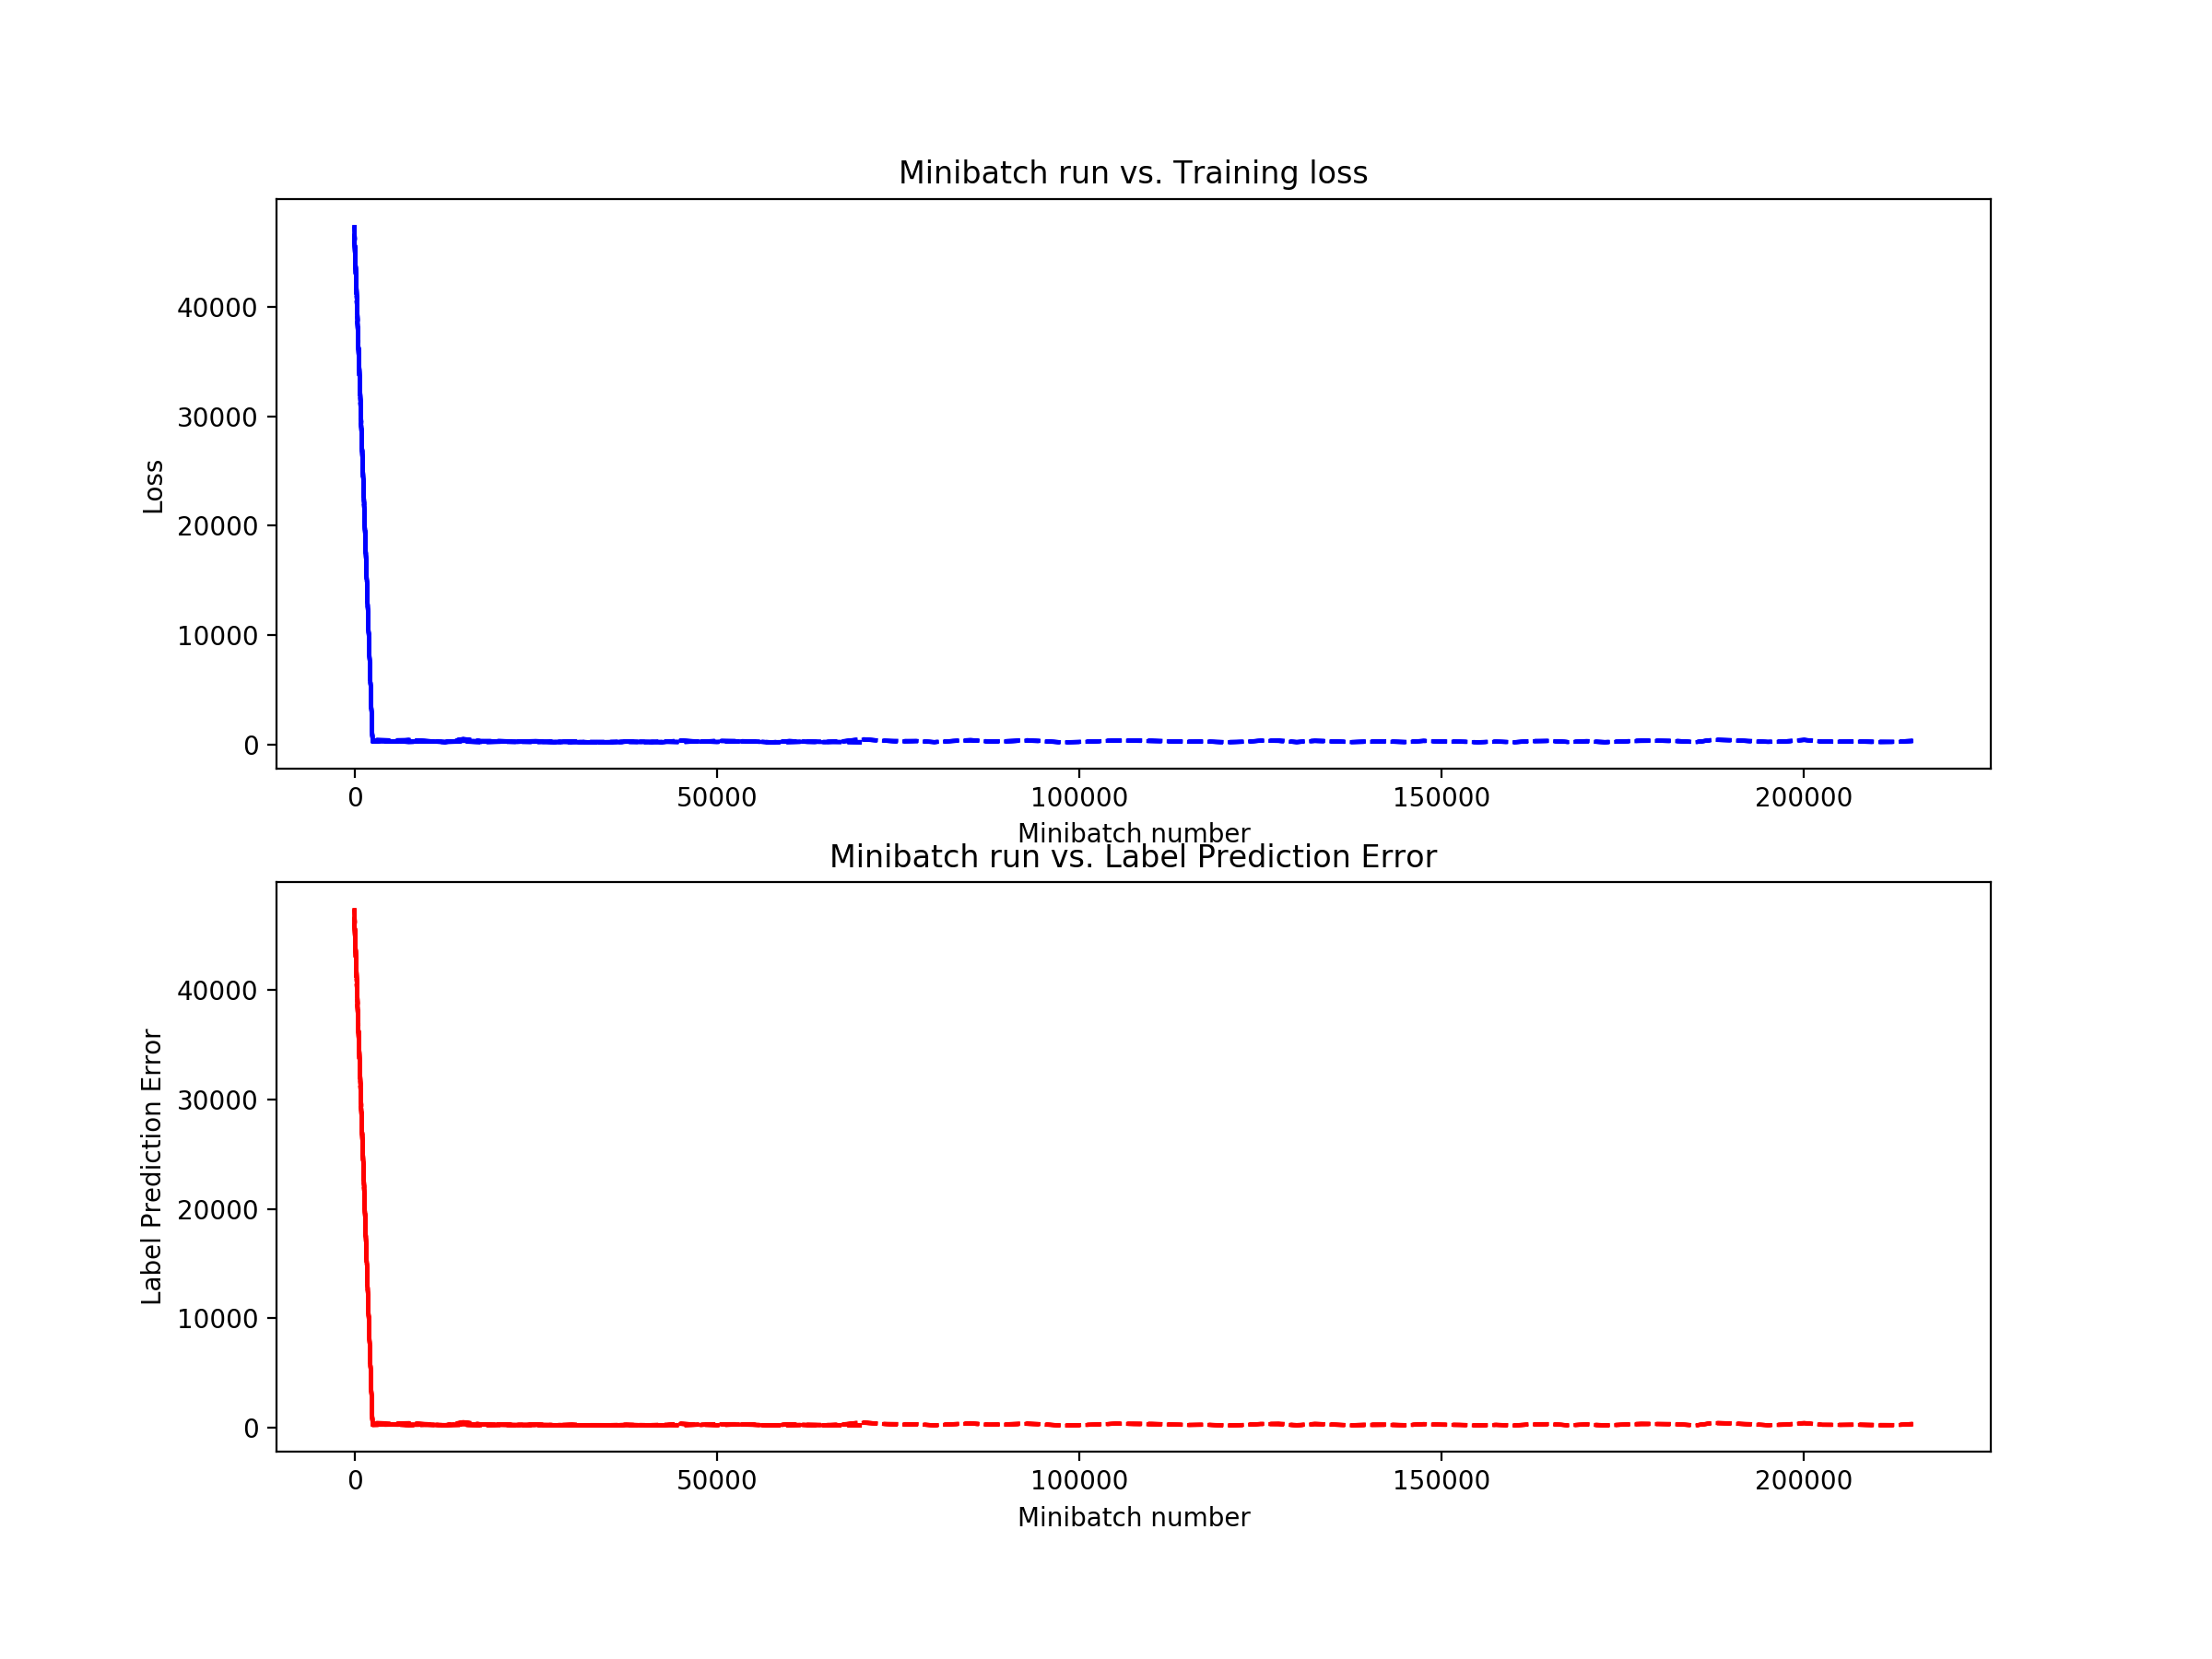 Minibatch run vs. Training loss
Loss
40000
30000
20000
10000
0
0 50000 100000 150000 200000
Minibatch number
Minibatch run vs. Label Prediction Error
Label Prediction Error
40000
30000
20000
10000
0
0 50000 100000 150000 200000
Minibatch number